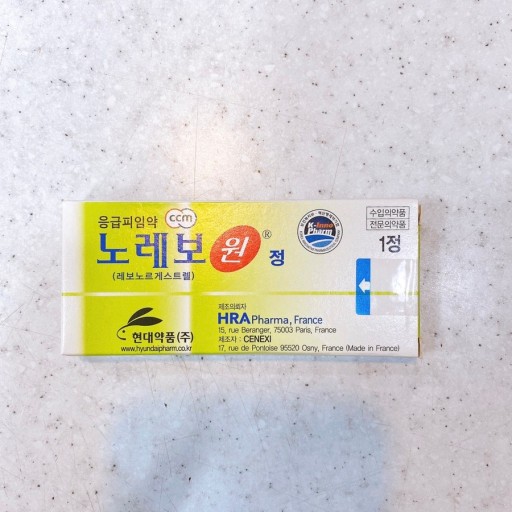 응급피임약
ccm
노레보원® 정
(레보노르게스트렐)
K-inno Pharm
수입의약품
전문의약품
1정
현대약품(주)
www.hyundaipharm.co.kr
제조의뢰자
HRA Pharma, France
15, rue Beranger, 75003 Paris, France
제조자 : CENEXI
17, rue de Pontoise 95520 Osny, France (Made in France)